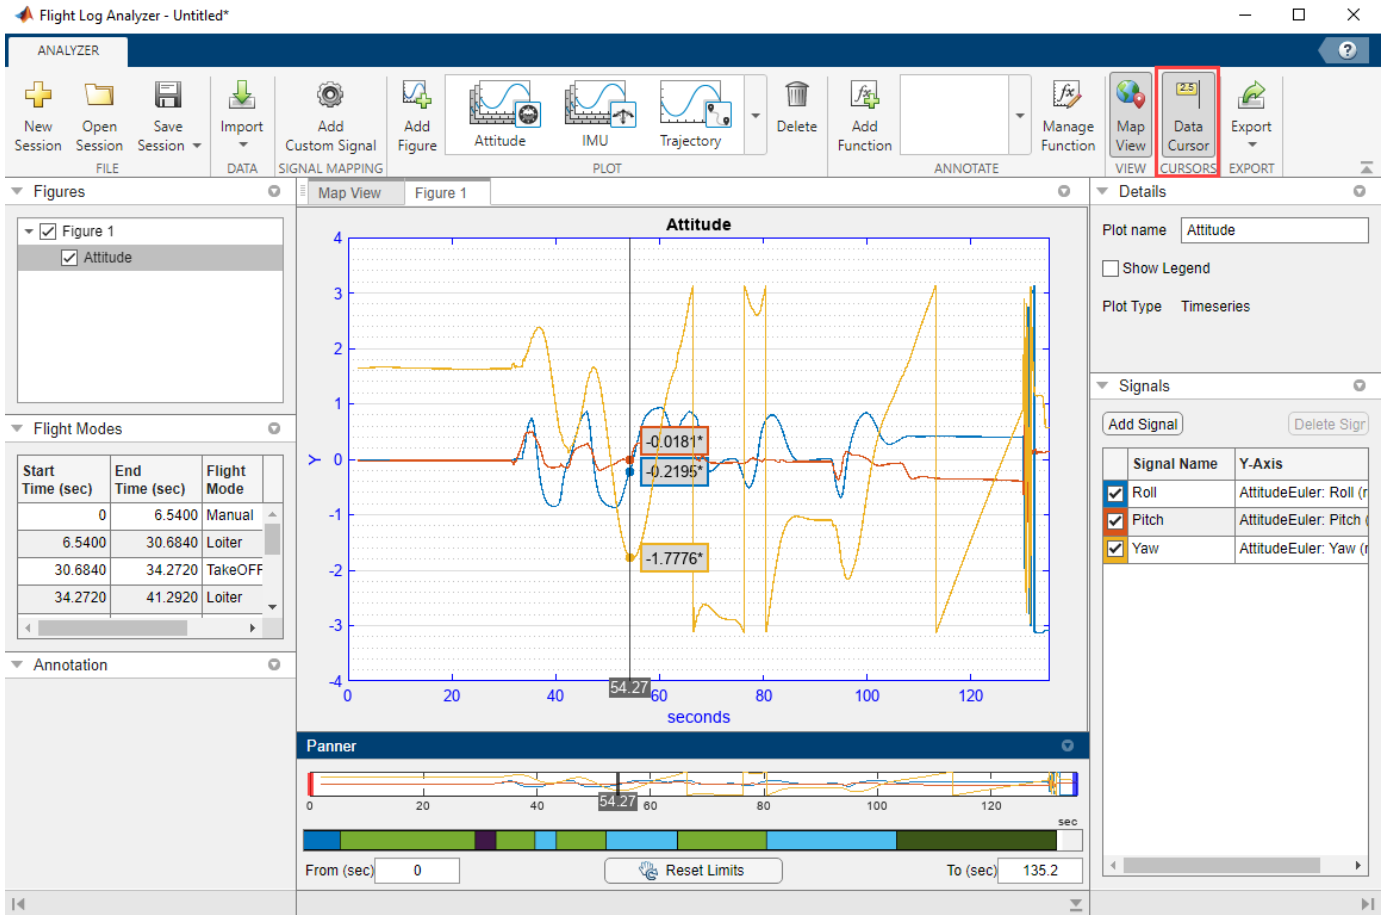 Flight Log Analyzer - Untitled*
ANALYZER
?
New Session
Open Session
Save Session
FILE
Import
DATA
Add Custom Signal
SIGNAL MAPPING
Add Figure
Attitude
IMU
Trajectory
Delete
PLOT
Add Function
Manage Function
ANNOTATE
Map View
VIEW
2.5
Data Cursor
CURSORS
Export
EXPORT
Figures
Figure 1
Attitude
Flight Modes
Start Time (sec) End Time (sec) Flight Mode
0 6.5400 Manual
6.5400 30.6840 Loiter
30.6840 34.2720 TakeOFF
34.2720 41.2920 Loiter
Annotation
Map View
Figure 1
Attitude
4
3
2
1
0
-1
-2
-3
-4
Y
-0.0181*
-0.2195*
-1.7776*
54.27
0 20 40 60 80 100 120
seconds
Panner
0 20 40 54.27 60 80 100 120
sec
From (sec) 0
Reset Limits
To (sec) 135.2
Details
Plot name Attitude
Show Legend
Plot Type Timeseries
Signals
Add Signal
Delete Sigr
Signal Name Y-Axis
Roll AttitudeEuler: Roll (r
Pitch AttitudeEuler: Pitch (
Yaw AttitudeEuler: Yaw (r